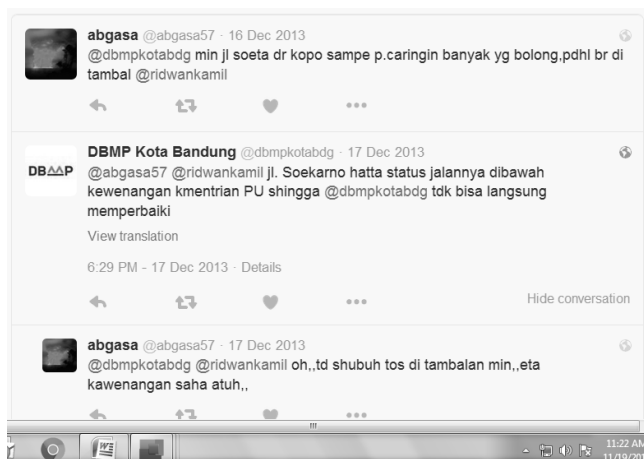 abgasa @abgasa57 · 16 Dec 2013
@dbmpkotabdg min jl soeta dr kopo sampe p.caringin banyak yg bolong,pdhl br di
tambal @ridwankamil
DBMP
DBMP Kota Bandung @dbmpkotabdg · 17 Dec 2013
@abgasa57 @ridwankamil jl. Soekarno hatta status jalannya dibawah
kewenangan kmentrian PU shingga @dbmpkotabdg tdk bisa langsung
memperbaiki
View translation
6:29 PM - 17 Dec 2013 · Details
Hide conversation
abgasa @abgasa57 · 17 Dec 2013
@dbmpkotabdg @ridwankamil oh,,td shubuh tos di tambalan min,,eta
kawenangan saha atuh,,
11:22 AM